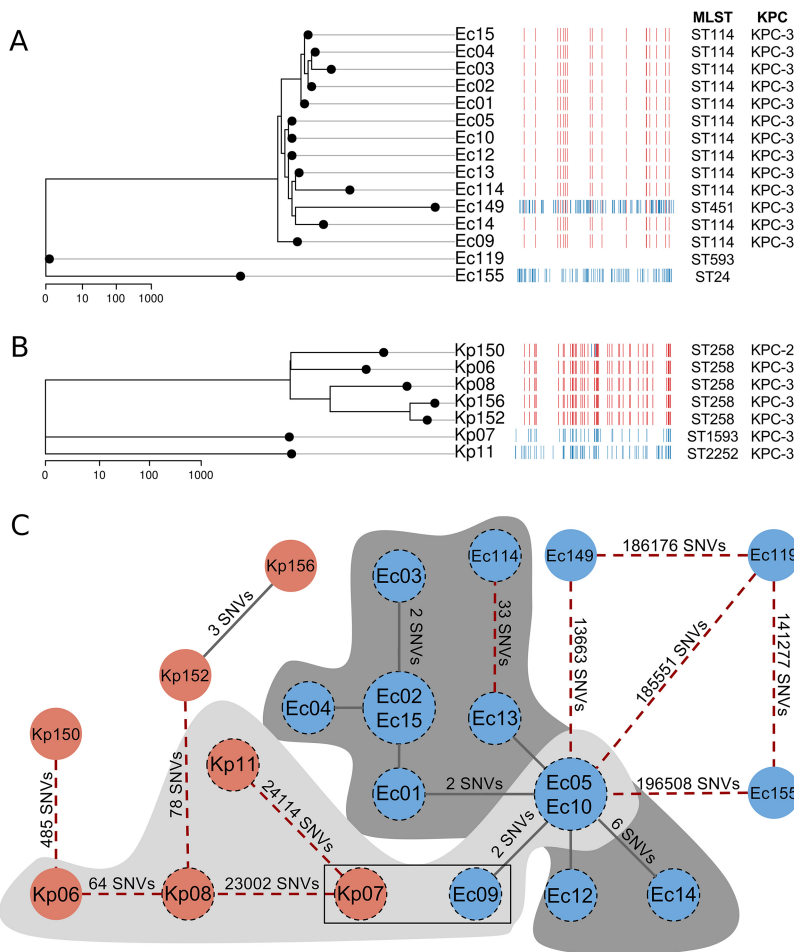 A
MLST KPC
Ec15 ST114 KPC-3
Ec04 ST114 KPC-3
Ec03 ST114 KPC-3
Ec02 ST114 KPC-3
Ec01 ST114 KPC-3
Ec05 ST114 KPC-3
Ec10 ST114 KPC-3
Ec12 ST114 KPC-3
Ec13 ST114 KPC-3
Ec114 ST114 KPC-3
Ec149 ST451 KPC-3
Ec14 ST114 KPC-3
Ec09 ST114 KPC-3
Ec119 ST593
Ec155 ST24
0 10 100 1000
B
Kp150 ST258 KPC-2
Kp06 ST258 KPC-3
Kp08 ST258 KPC-3
Kp156 ST258 KPC-3
Kp152 ST258 KPC-3
Kp07 ST1593 KPC-3
Kp11 ST2252 KPC-3
0 10 100 1000
C
Kp156
3 SNVs
Kp152
Kp150
485 SNVs
78 SNVs
Kp11
24114 SNVs
Kp06
64 SNVs
Kp08
23002 SNVs
Kp07
Ec09
Ec03
2 SNVs
Ec04
Ec02
Ec15
Ec01
2 SNVs
Ec114
33 SNVs
Ec13
Ec149
186176 SNVs
Ec119
13663 SNVs
185551 SNVs
141277 SNVs
Ec05
Ec10
196508 SNVs
Ec155
2 SNVs
6 SNVs
Ec12
Ec14